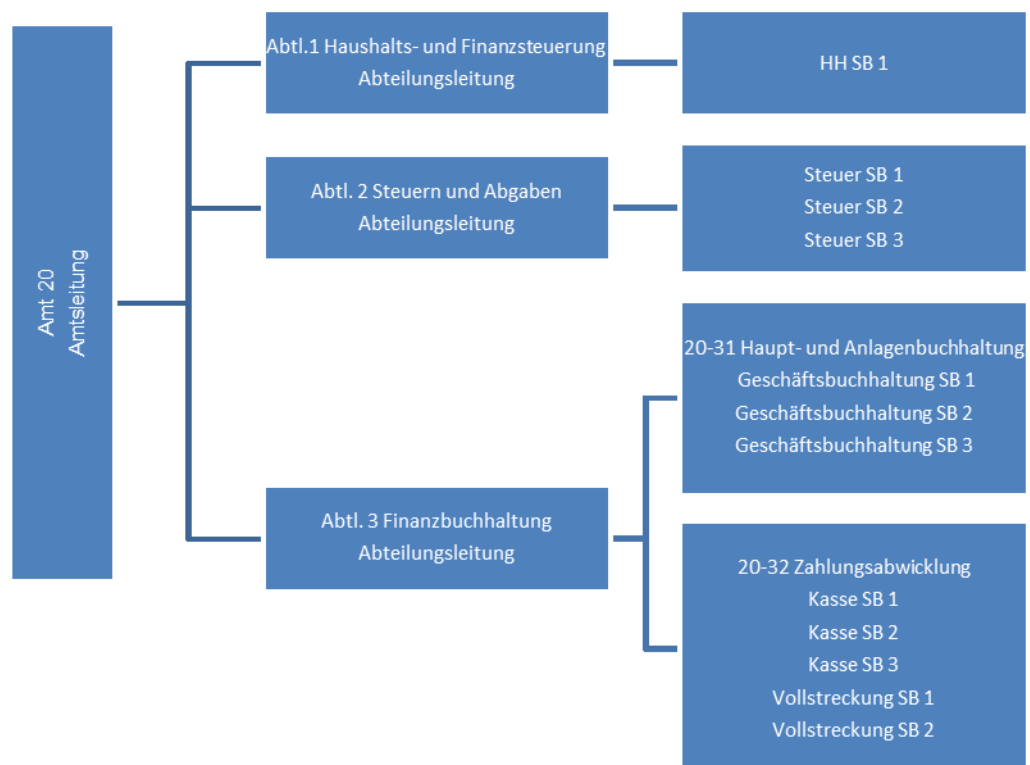 Amt 20
Amtsleitung
Abtl.1 Haushalts- und Finanzsteuerung
Abteilungsleitung
HH SB 1
Abtl. 2 Steuern und Abgaben
Abteilungsleitung
Steuer SB 1
Steuer SB 2
Steuer SB 3
Abtl. 3 Finanzbuchhaltung
Abteilungsleitung
20-31 Haupt- und Anlagenbuchhaltung
Geschäftsbuchhaltung SB 1
Geschäftsbuchhaltung SB 2
Geschäftsbuchhaltung SB 3
20-32 Zahlungsabwicklung
Kasse SB 1
Kasse SB 2
Kasse SB 3
Vollstreckung SB 1
Vollstreckung SB 2